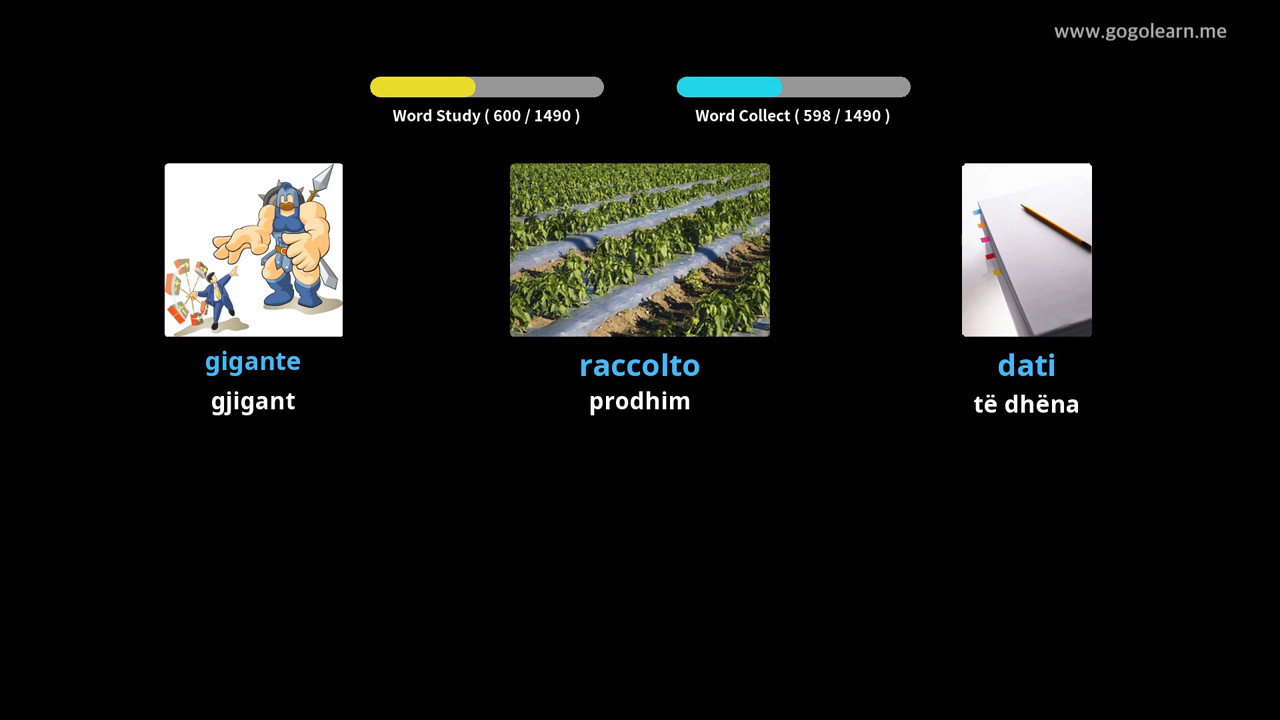 www.gogolearn.me
Word Study ( 600 / 1490 )
Word Collect ( 598 / 1490 )
gigante
gjigant
raccolto
prodhim
dati
të dhëna